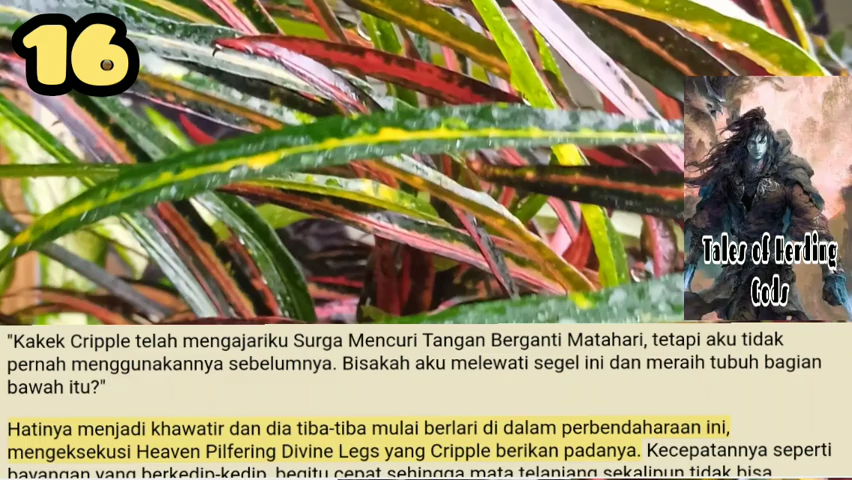 16
Tales of Herding
Gods
"Kakek Cripple telah mengajariku Surga Mencuri Tangan Berganti Matahari, tetapi aku tidak
pernah menggunakannya sebelumnya. Bisakah aku melewati segel ini dan meraih tubuh bagian
bawah itu?"
Hatinya menjadi khawatir dan dia tiba-tiba mulai berlari di dalam perbendaharaan ini,
mengeksekusi Heaven Pilfering Divine Legs yang Cripple berikan padanya. Kecepatannya seperti
bayangan yang berkedip-kedip, begitu cepat sehingga mata telanjang sekalipun tidak bisa